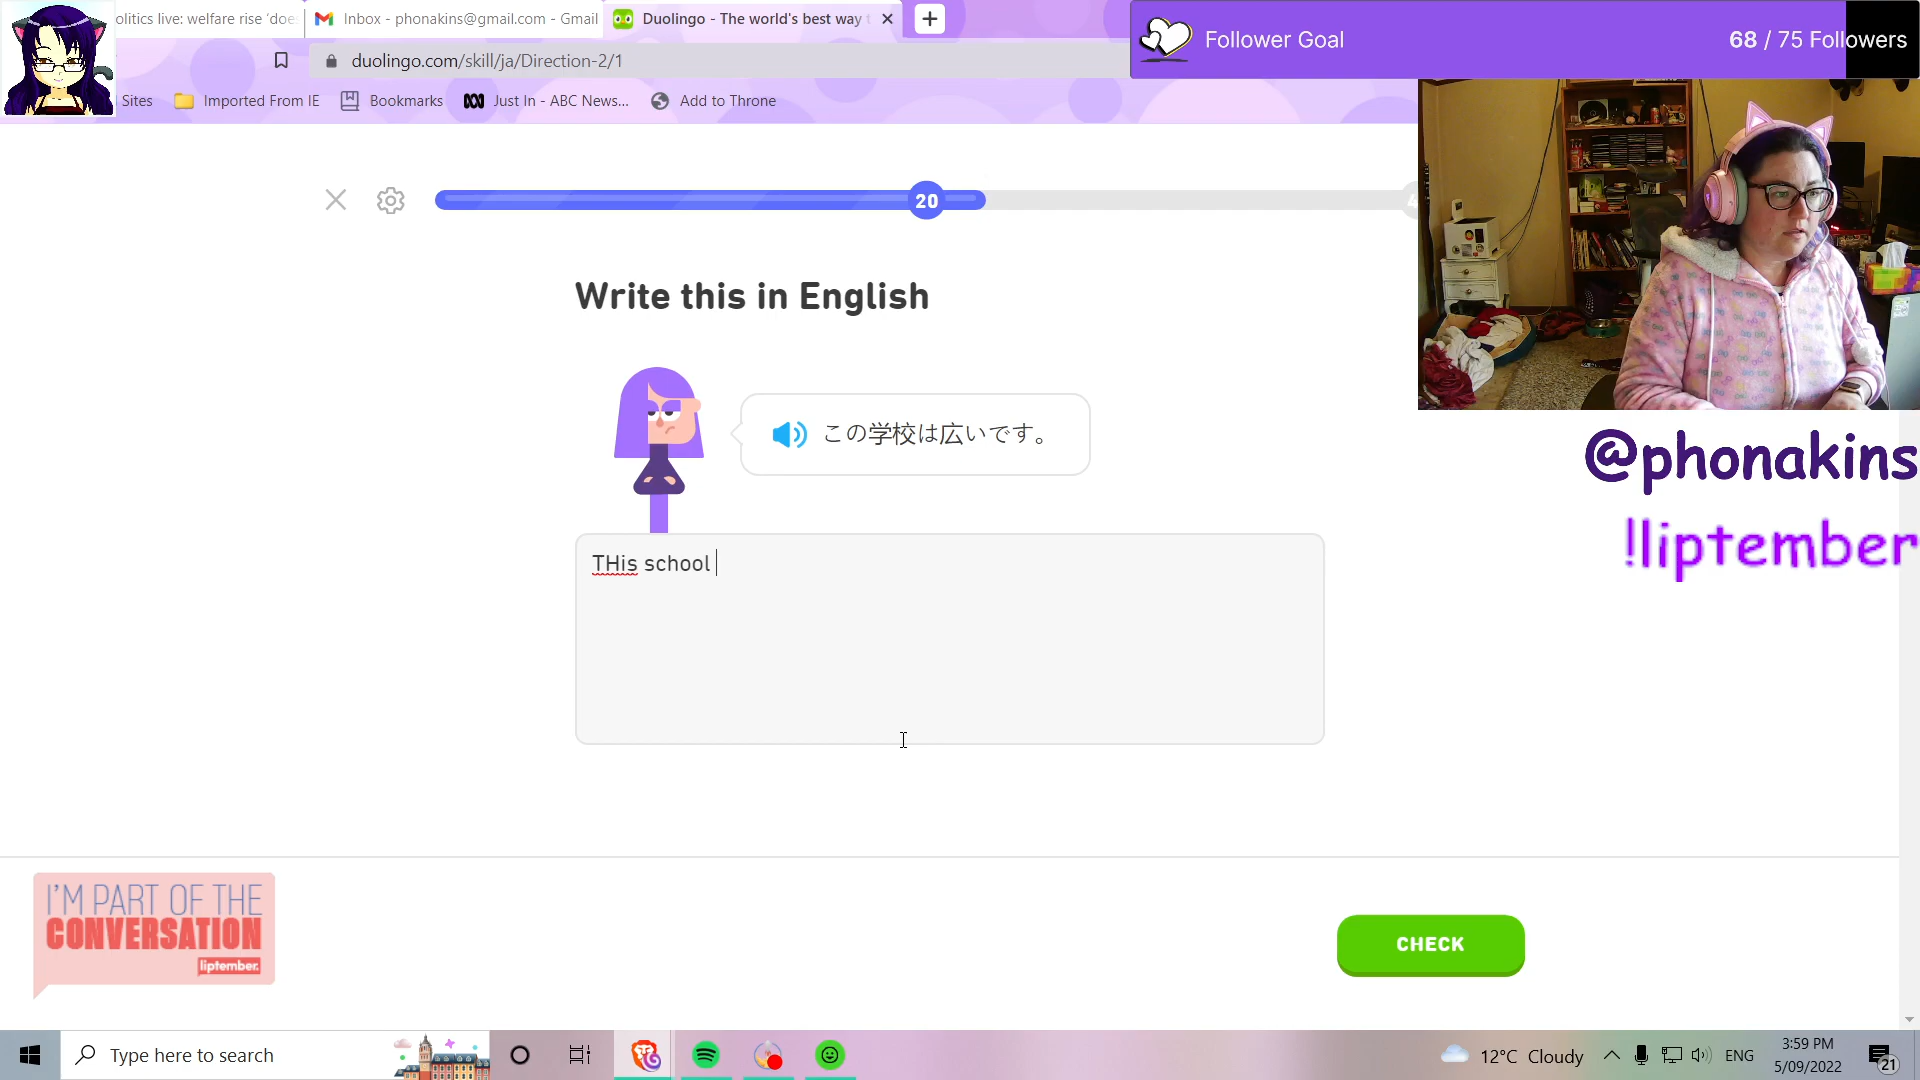 olitics live: welfare rise 'doe
Inbox - phonakins@gmail.com - Gmail
Duolingo - The world's best way t
Follower Goal
68 / 75 Followers
duolingo.com/skill/ja/Direction-2/1
Sites
Imported From IE
Bookmarks
Just In - ABC News...
Add to Throne
20
Write this in English
この学校は広いです。
@phonakins
!liptember
THis school
I'M PART OF THE
CONVERSATION
liptember.
CHECK
Type here to search
12°C Cloudy
ENG
3:59 PM
5/09/2022
21